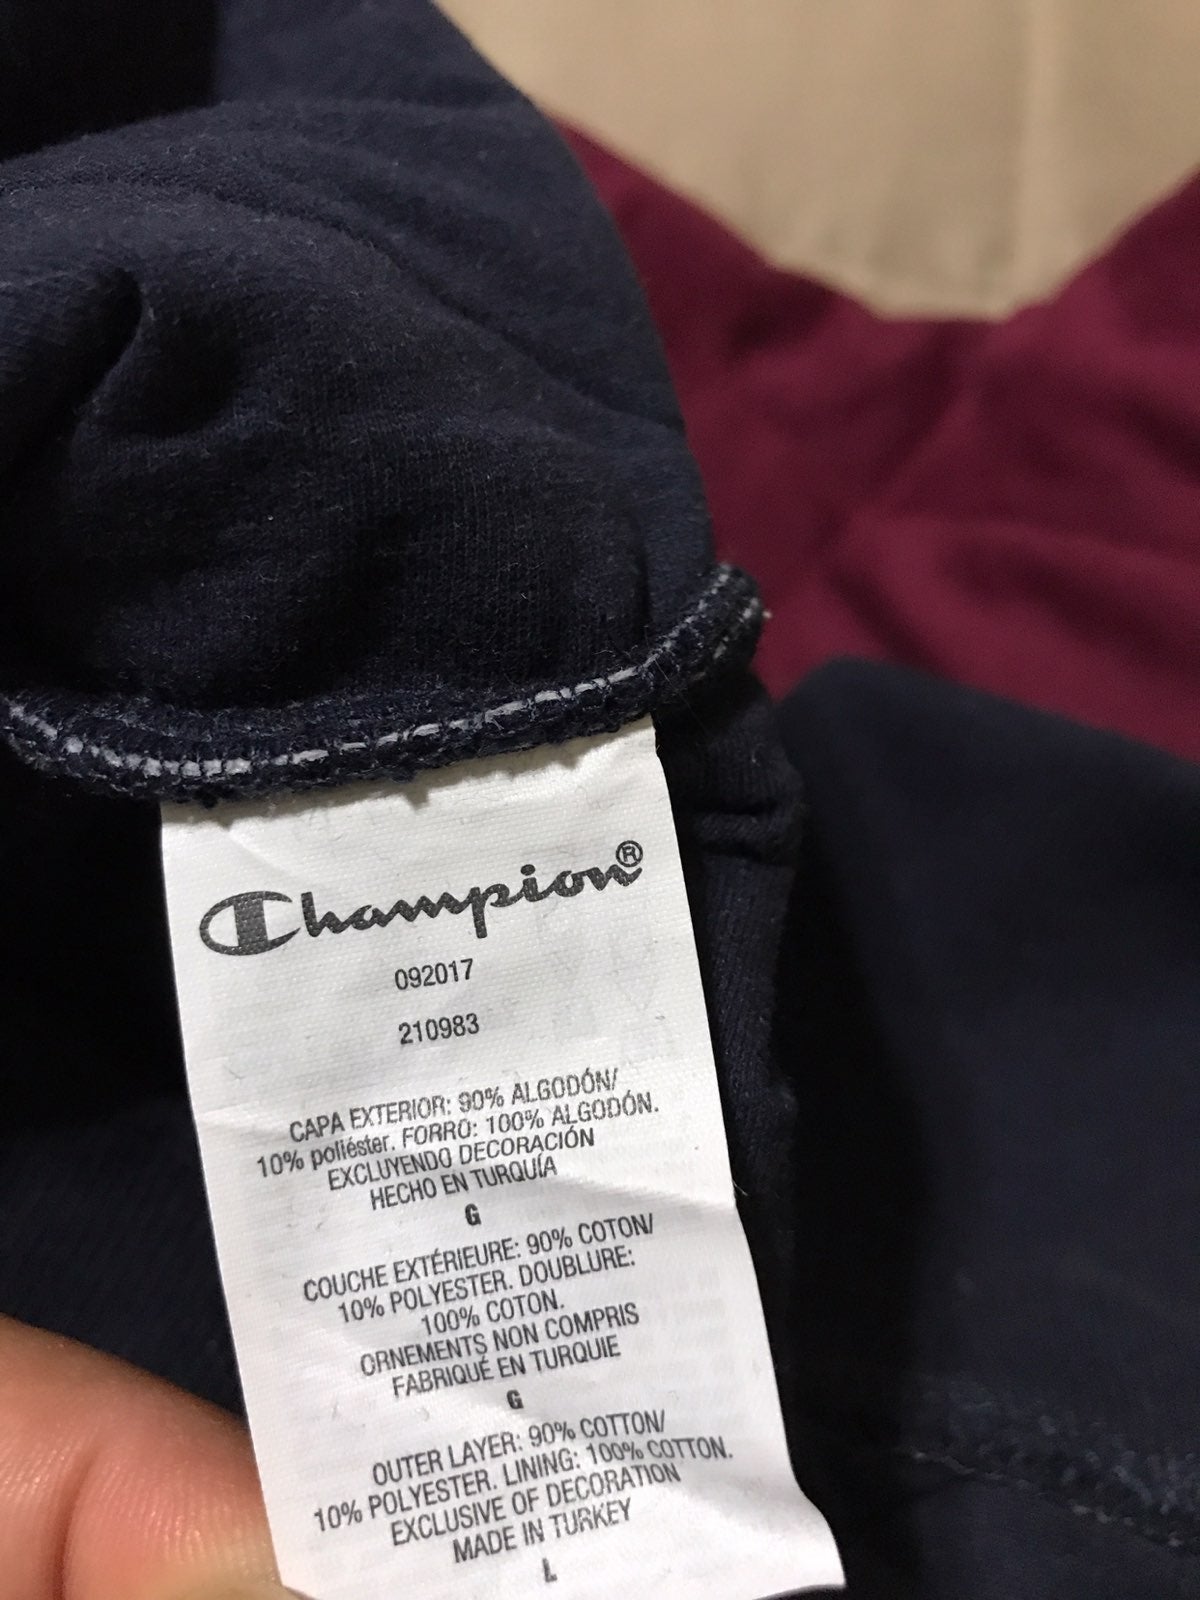 Champion®
092017
210983
CAPA EXTERIOR: 90% ALGODÓN/
10% poliéster. FORRO: 100% ALGODÓN.
EXCLUYENDO DECORACIÓN
HECHO EN TURQUÍA
G
COUCHE EXTÉRIEURE: 90% COTON/
10% POLYESTER. DOUBLURE:
100% COTON.
ORNEMENTS NON COMPRIS
FABRIQUÉ EN TURQUIE
G
OUTER LAYER: 90% COTTON/
10% POLYESTER. LINING: 100% COTTON.
EXCLUSIVE OF DECORATION
MADE IN TURKEY
L